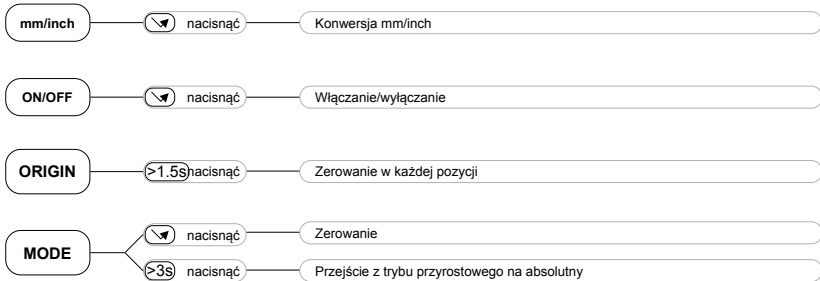 mm/inch nacisnąć Konwersja mm/inch
ON/OFF nacisnąć Włączanie/wyłączanie
ORIGIN >1.5s nacisnąć Zerowanie w każdej pozycji
MODE
nacisnąć Zerowanie
>3s nacisnąć Przejście z trybu przyrostowego na absolutny